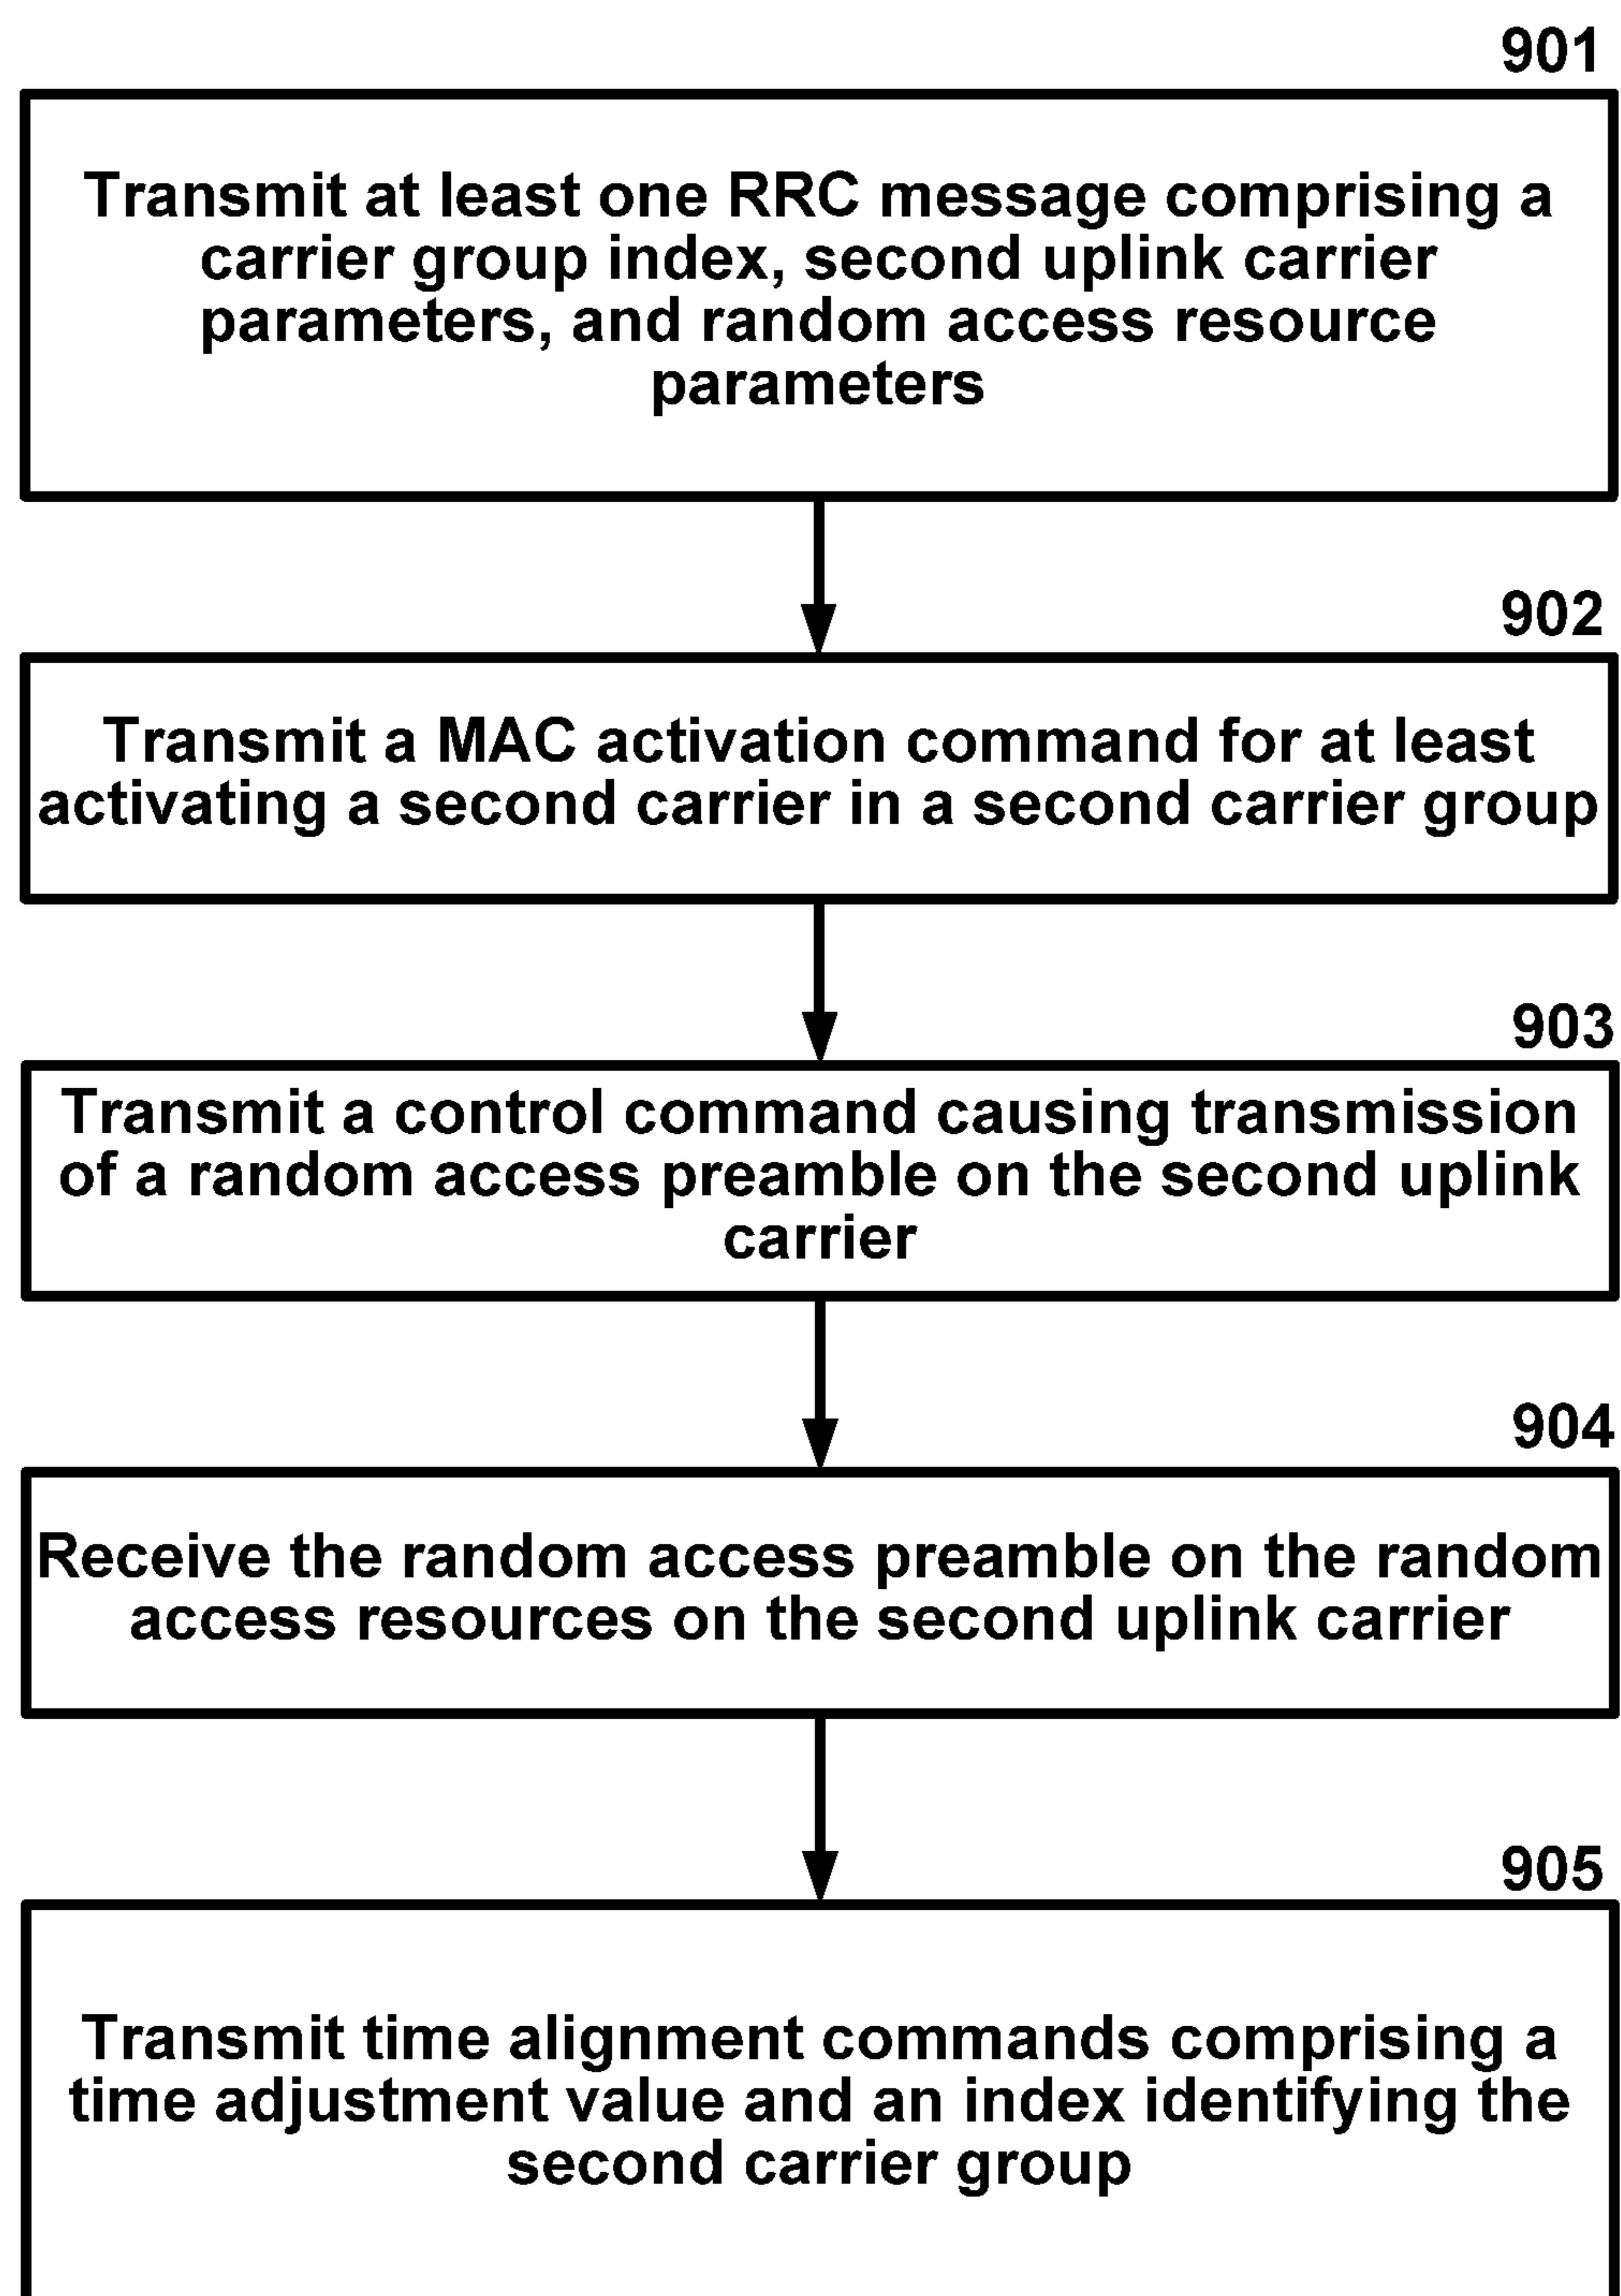 901
Transmit at least one RRC message comprising a
carrier group index, second uplink carrier
parameters, and random access resource
parameters
902
Transmit a MAC activation command for at least
activating a second carrier in a second carrier group
903
Transmit a control command causing transmission
of a random access preamble on the second uplink
carrier
904
Receive the random access preamble on the random
access resources on the second uplink carrier
905
Transmit time alignment commands comprising a
time adjustment value and an index identifying the
second carrier group